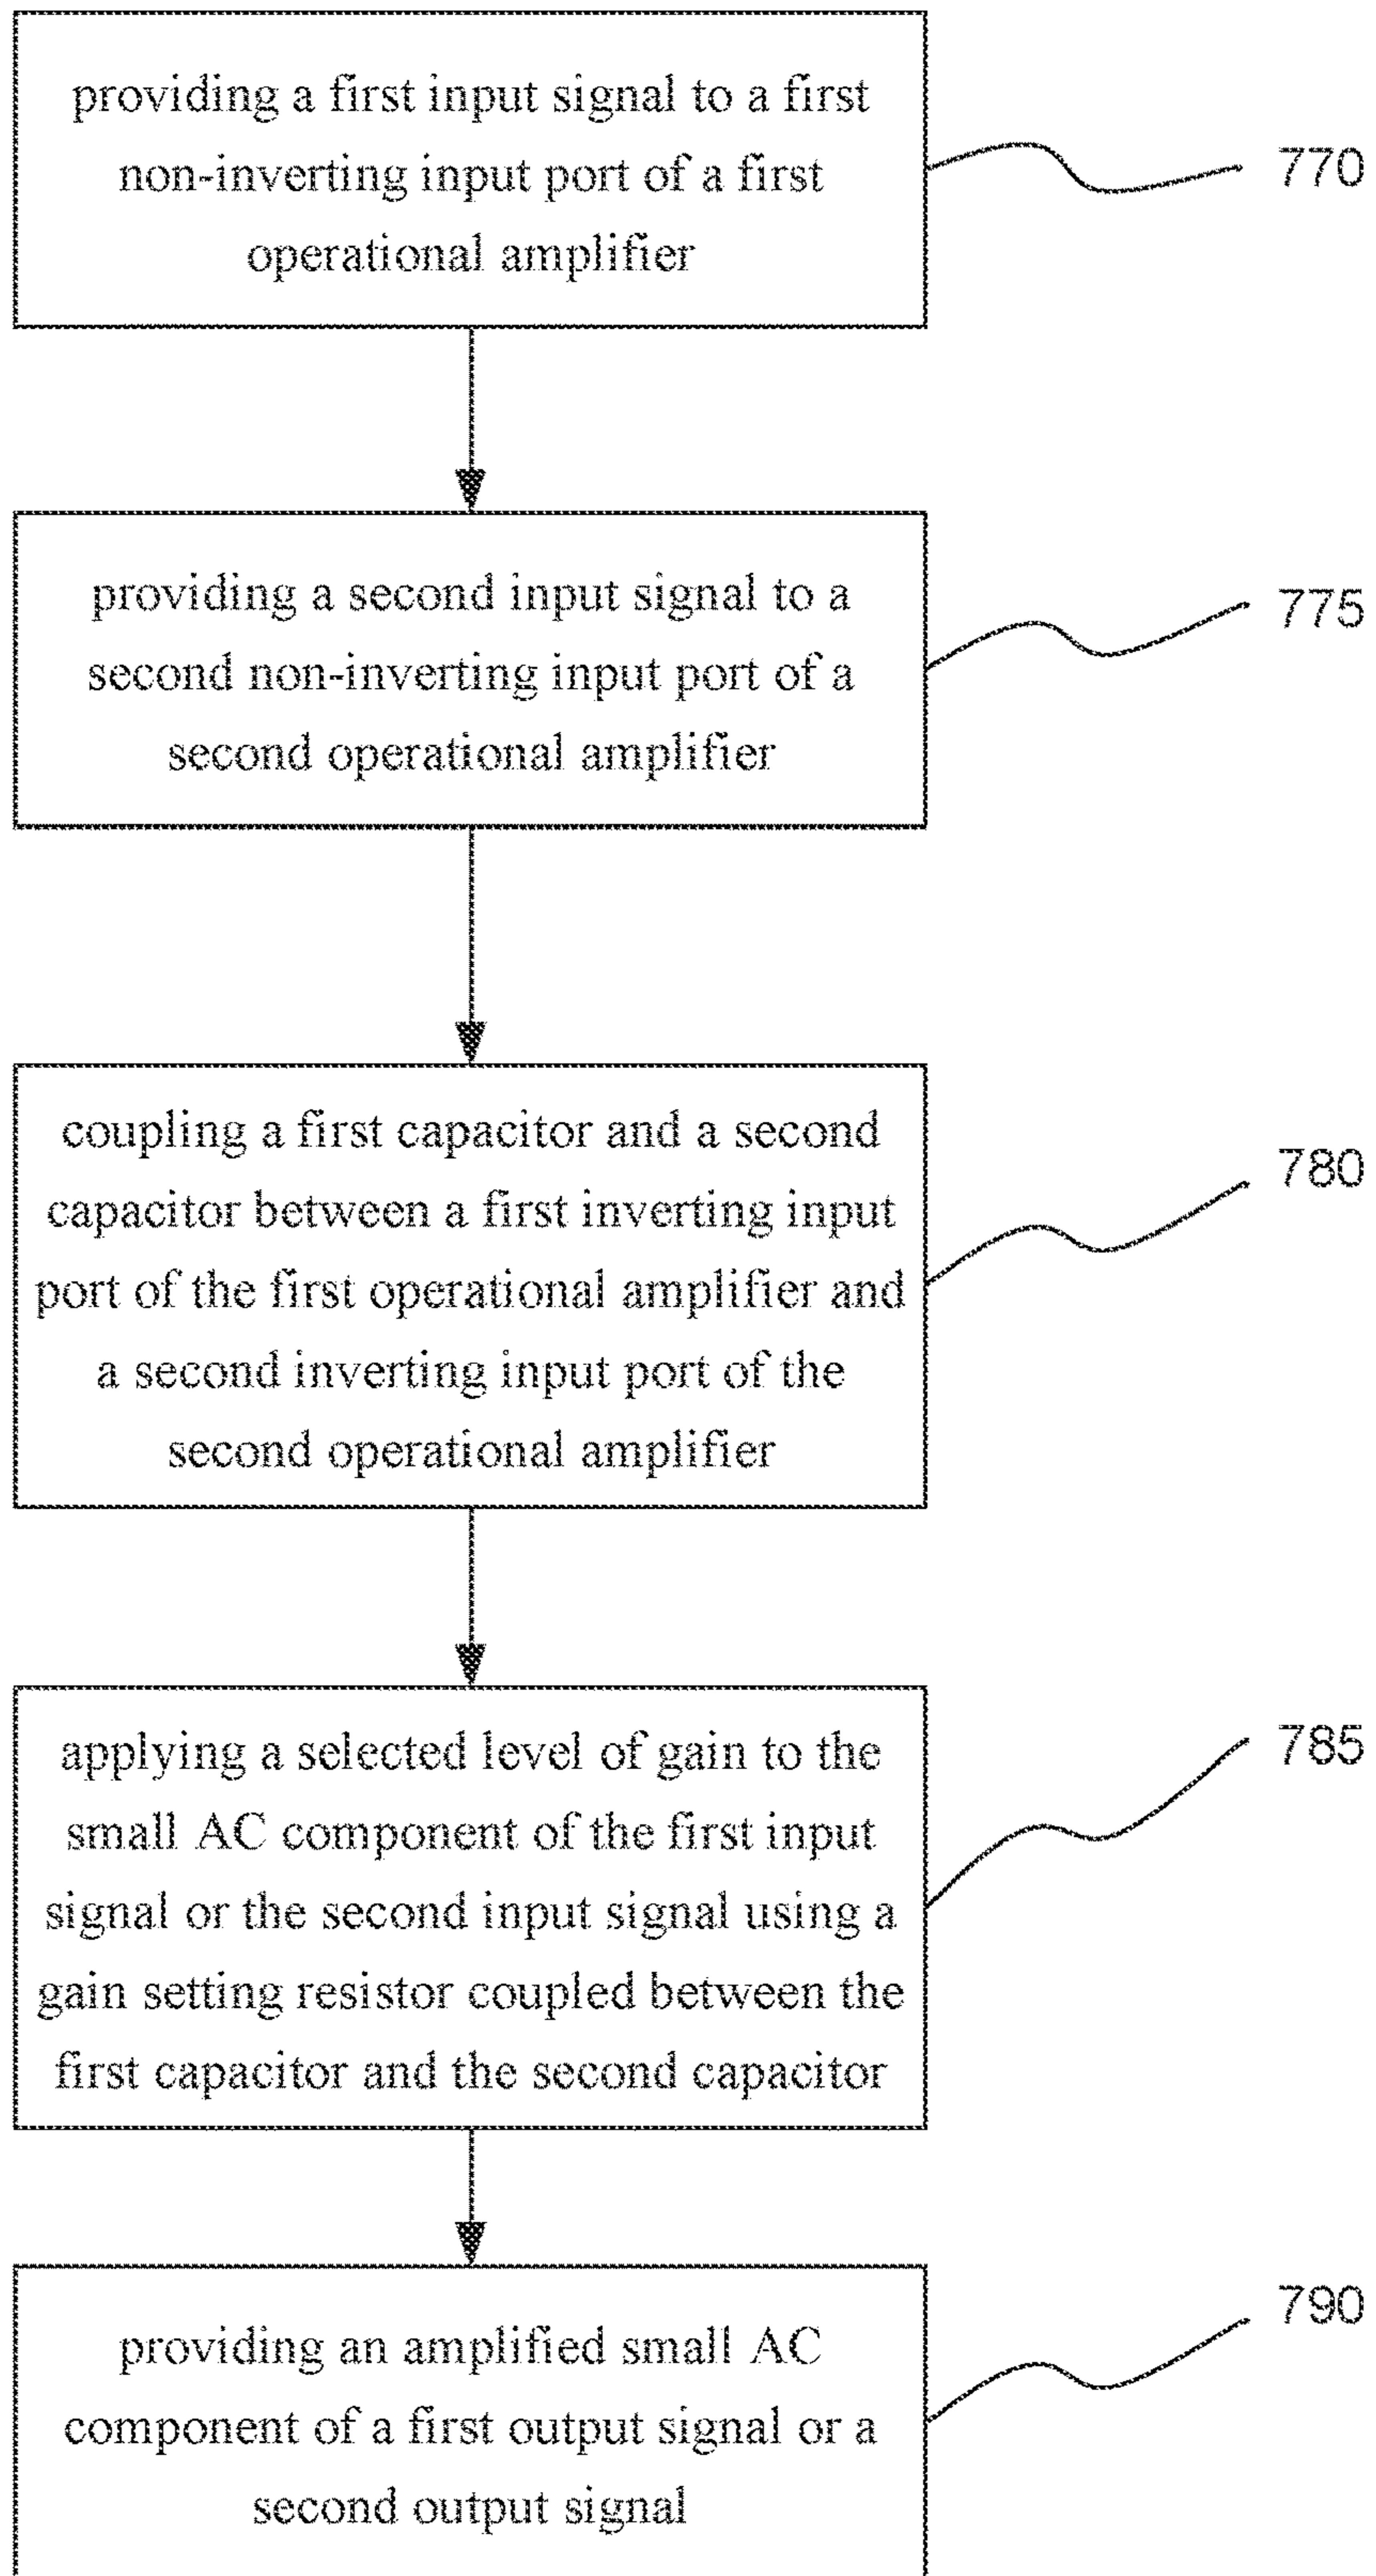 providing a first input signal to a first
non-inverting input port of a first
operational amplifier
770
providing a second input signal to a
second non-inverting input port of a
second operational amplifier
775
coupling a first capacitor and a second
capacitor between a first inverting input
port of the first operational amplifier and
a second inverting input port of the
second operational amplifier
780
applying a selected level of gain to the
small AC component of the first input
signal or the second input signal using a
gain setting resistor coupled between the
first capacitor and the second capacitor
785
providing an amplified small AC
component of a first output signal or a
second output signal
790